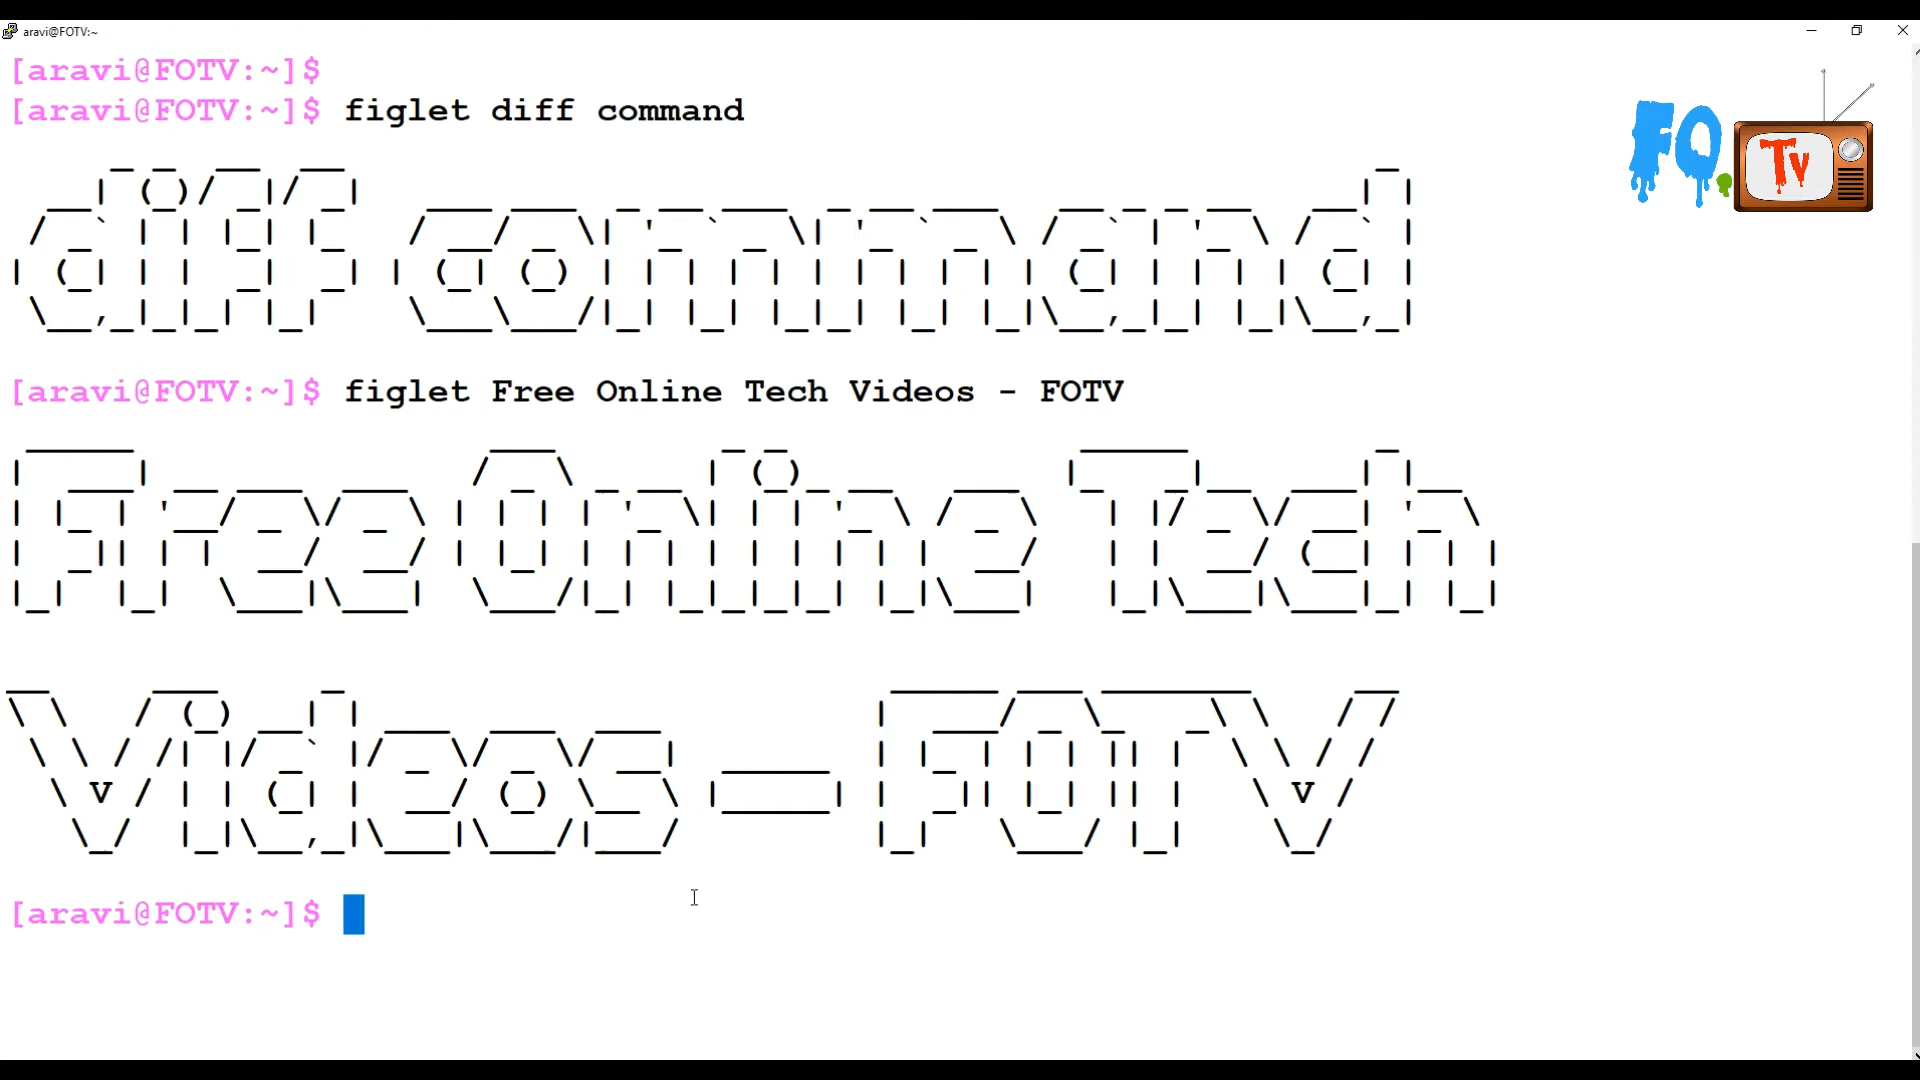 aravi@FOTV:~
[aravi@FOTV:~]$
[aravi@FOTV:~]$ figlet diff command
diff command
[aravi@FOTV:~]$ figlet Free Online Tech Videos - FOTV
Free Online Tech
Videos - FOTV
[aravi@FOTV:~]$
FO.
Tv